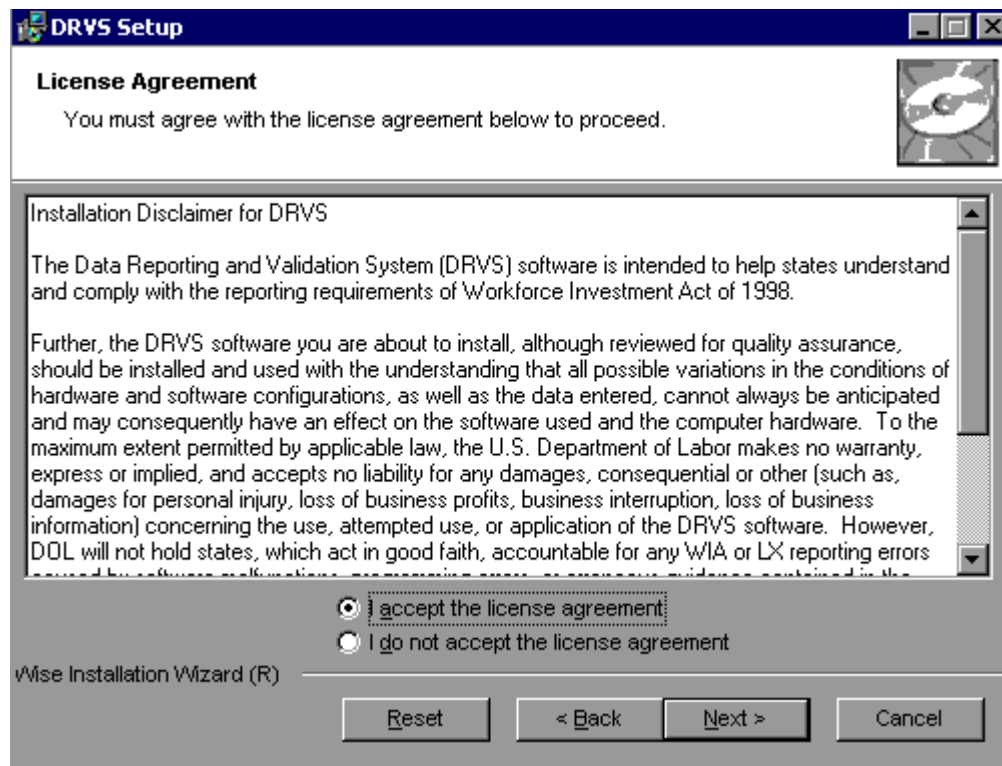 DRVS Setup
License Agreement
You must agree with the license agreement below to proceed.
Installation Disclaimer for DRVS
The Data Reporting and Validation System (DRVS) software is intended to help states understand
and comply with the reporting requirements of Workforce Investment Act of 1998.
Further, the DRVS software you are about to install, although reviewed for quality assurance,
should be installed and used with the understanding that all possible variations in the conditions of
hardware and software configurations, as well as the data entered, cannot always be anticipated
and may consequently have an effect on the software used and the computer hardware.  To the
maximum extent permitted by applicable law, the U.S. Department of Labor makes no warranty,
express or implied, and accepts no liability for any damages, consequential or other (such as,
damages for personal injury, loss of business profits, business interruption, loss of business
information) concerning the use, attempted use, or application of the DRVS software.  However,
DOL will not hold states, which act in good faith, accountable for any WIA or LX reporting errors
I accept the license agreement
I do not accept the license agreement
Wise Installation Wizard (R)
Reset
< Back
Next >
Cancel